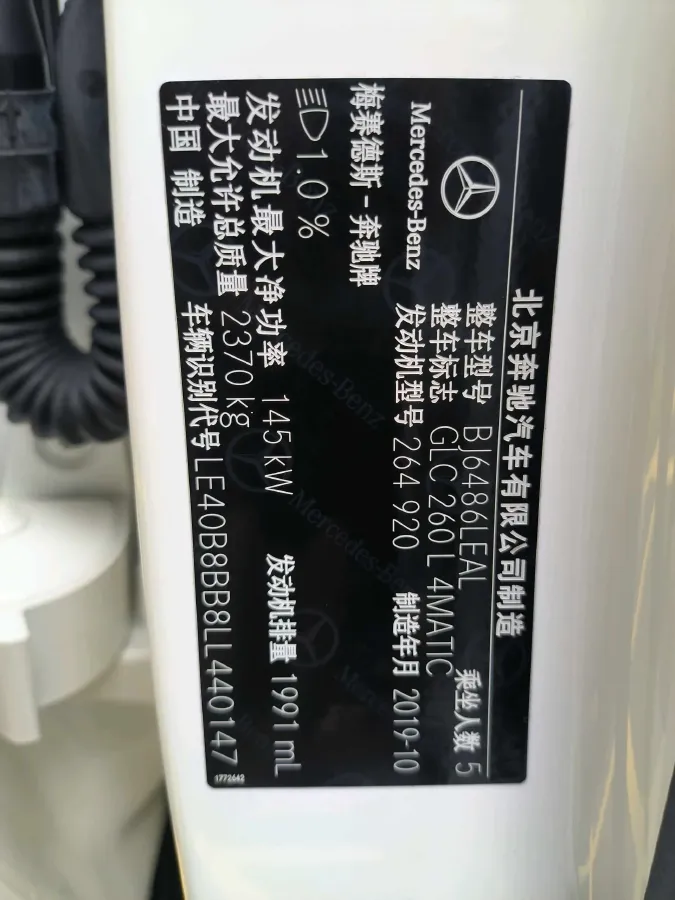 北京奔驰汽车有限公司制造
Mercedes-Benz
整车型号 BJ6486LEAL 乘坐人数 5
整车标志 GLC 260 L 4MATIC
发动机型号 264 920 制造年月 2019-10
梅赛德斯-奔驰牌
1.0 %
发动机最大净功率 145 kW 发动机排量 1991 mL
最大允许总质量 2370 kg
中国 制造 车辆识别代号 LE40B8BB8LL440147
1772642